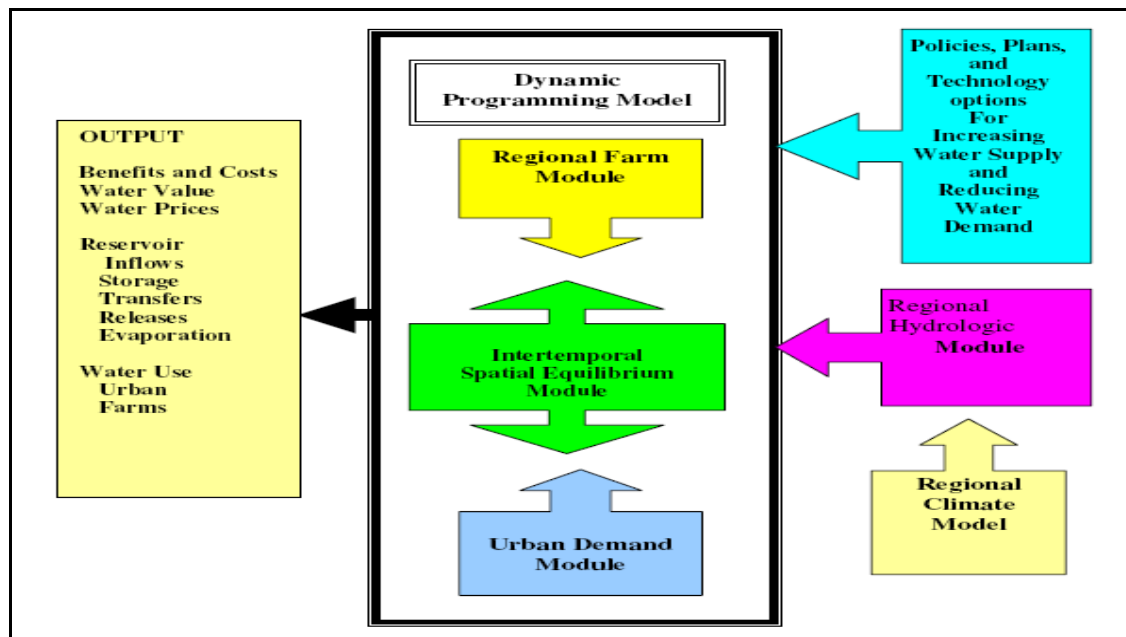 OUTPUT
Benefits and Costs
Water Value
Water Prices
Reservoir
Inflows
Storage
Transfers
Releases
Evaporation
Water Use
Urban
Farms
Dynamic
Programming Model
Regional Farm
Module
Intertemporal
Spatial Equilibrium
Module
Urban Demand
Module
Policies, Plans,
and
Technology
options
For
Increasing
Water Supply
and
Reducing
Water
Demand
Regional
Hydrologic
Module
Regional
Climate
Model